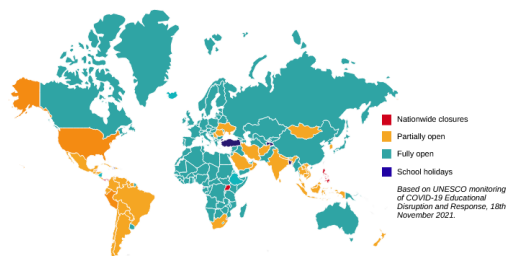 Nationwide closures
Partially open
Fully open
School holidays
Based on UNESCO monitoring
of COVID-19 Educational
Disruption and Response, 18th
November 2021.